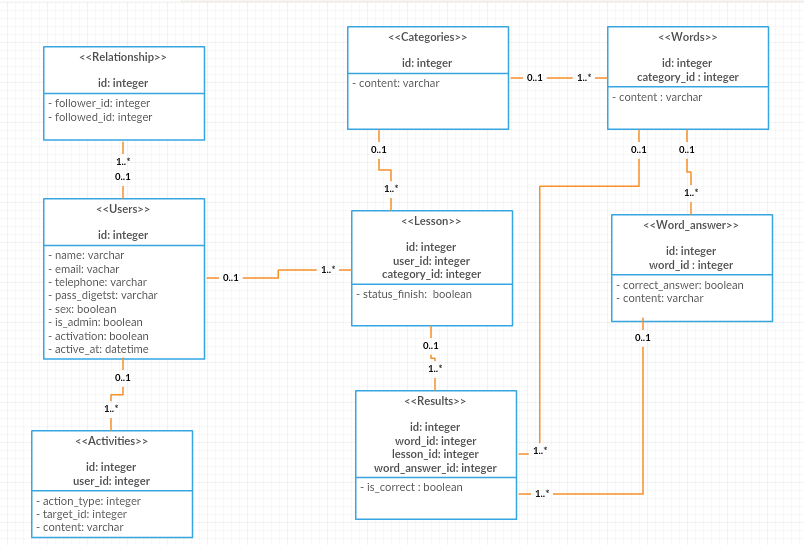 <<Relationship>>
id: integer
- follower_id: integer
- followed_id: integer
1..*
0..1
<<Users>>
id: integer
- name: varchar
- email: vachar
- telephone: varchar
- pass_digetst: varchar
- sex: boolean
- is_admin: boolean
- activation: boolean
- active_at: datetime
0..1
1..*
<<Activities>>
id: integer
user_id: integer
- action_type: integer
- target_id: integer
- content: varchar
0..1
1..*
<<Categories>>
id: integer
- content: varchar
0..1
1..*
<<Words>>
id: integer
category_id : integer
- content : varchar
0..1
1..*
<<Lesson>>
id: integer
user_id: integer
category_id: integer
- status_finish: boolean
0..1
1..*
<<Results>>
id: integer
word_id: integer
lesson_id: integer
word_answer_id: integer
- is_correct : boolean
0..1
1..*
0..1
1..*
<<Word_answer>>
id: integer
word_id : integer
- correct_answer: boolean
- content: varchar
0..1
1..*